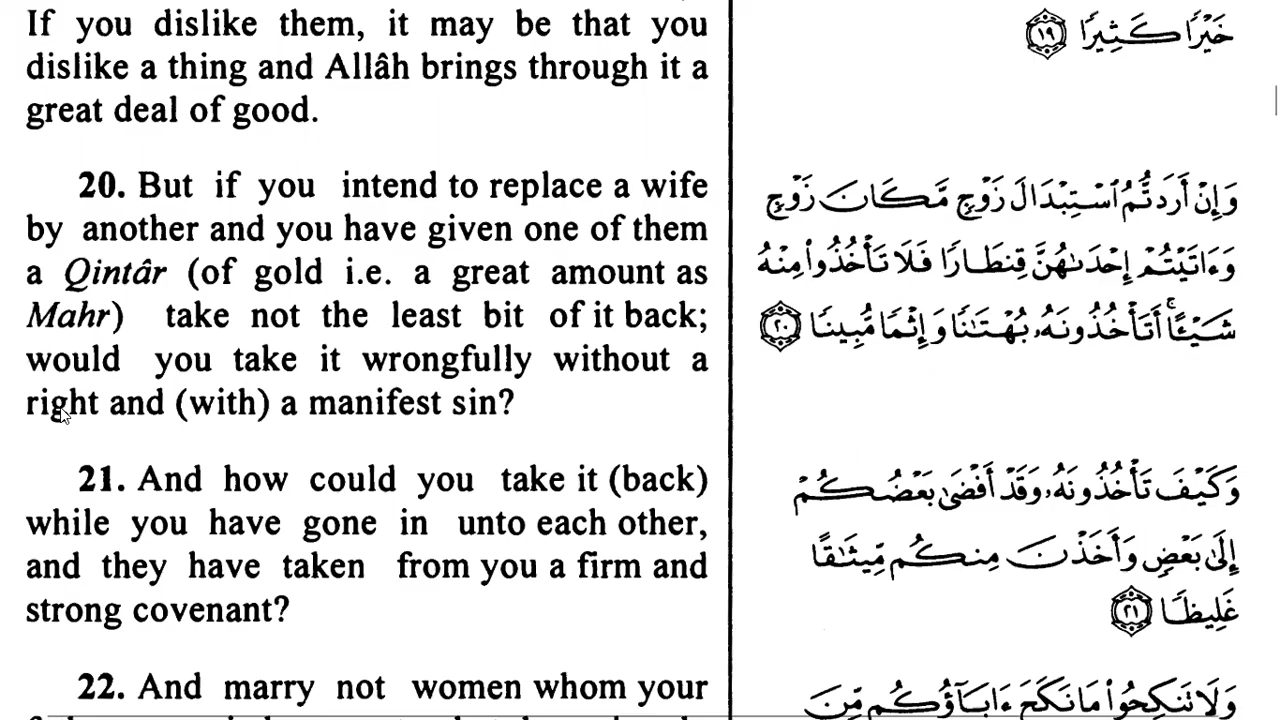 If you dislike them, it may be that you
dislike a thing and Allâh brings through it a
great deal of good.
20. But if you intend to replace a wife
by another and you have given one of them
a Qintâr (of gold i.e. a great amount as
Mahr) take not the least bit of it back;
would you take it wrongfully without a
right and (with) a manifest sin?
21. And how could you take it (back)
while you have gone in unto each other,
and they have taken from you a firm and
strong covenant?
22. And marry not women whom your
خَيْرًا كَثِيرًا ١٩
وَإِنْ أَرَدتُّمُ ٱسْتِبْدَالَ زَوْجٍ مَّكَانَ زَوْجٍ
وَءَاتَيْتُمْ إِحْدَىٰهُنَّ قِنطَارًا فَلَا تَأْخُذُوا۟ مِنْهُ
شَيْـًٔا ۚ أَتَأْخُذُونَهُۥ بُهْتَـٰنًا وَإِثْمًا مُّبِينًا ٢٠
وَكَيْفَ تَأْخُذُونَهُۥ وَقَدْ أَفْضَىٰ بَعْضُكُمْ
إِلَىٰ بَعْضٍ وَأَخَذْنَ مِنكُم مِّيثَـٰقًا
غَلِيظًا ٢١
وَلَا تَنكِحُوا۟ مَا نَكَحَ ءَابَآؤُكُم مِّنَ